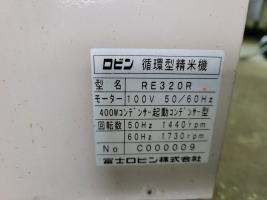 ロビン 循環型精米機
型名 RE320R
モーター 100V 50/60Hz
400Wコンデンサー起動コンデンサー型
回転数 50Hz 1440rpm
60Hz 1730rpm
No C000009
富士ロビン株式会社